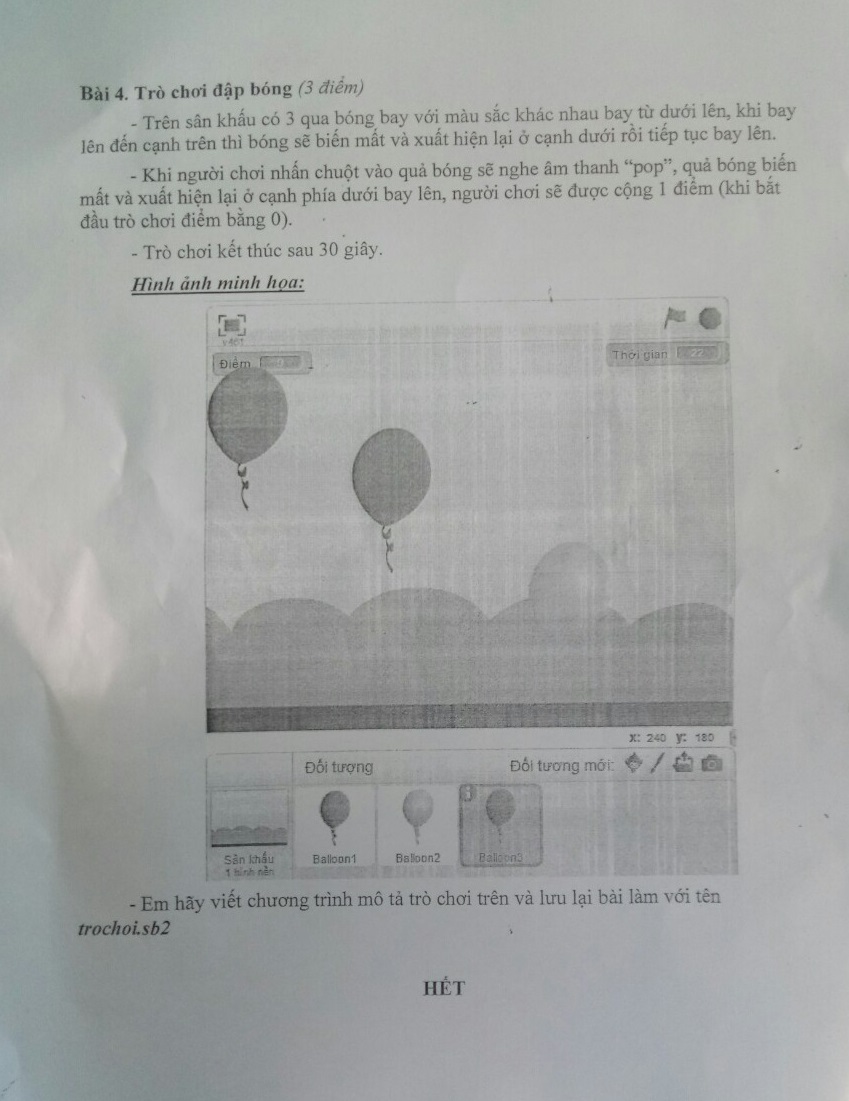 Bài 4. Trò chơi đập bóng (3 điểm)
- Trên sân khấu có 3 qua bóng bay với màu sắc khác nhau bay từ dưới lên, khi bay
lên đến cạnh trên thì bóng sẽ biến mất và xuất hiện lại ở cạnh dưới rồi tiếp tục bay lên.
- Khi người chơi nhấn chuột vào quả bóng sẽ nghe âm thanh “pop”, quả bóng biến
mất và xuất hiện lại ở cạnh phía dưới bay lên, người chơi sẽ được cộng 1 điểm (khi bắt
đầu trò chơi điểm bằng 0).
- Trò chơi kết thúc sau 30 giây.
Hình ảnh minh họa:
Điểm
Thời gian 22
x: 240 y: 180
Đối tượng
Đối tượng mới:
Sân khấu
1 hình nền
Balloon1
Balloon2
Balloon3
- Em hãy viết chương trình mô tả trò chơi trên và lưu lại bài làm với tên
trochoi.sb2
HẾT